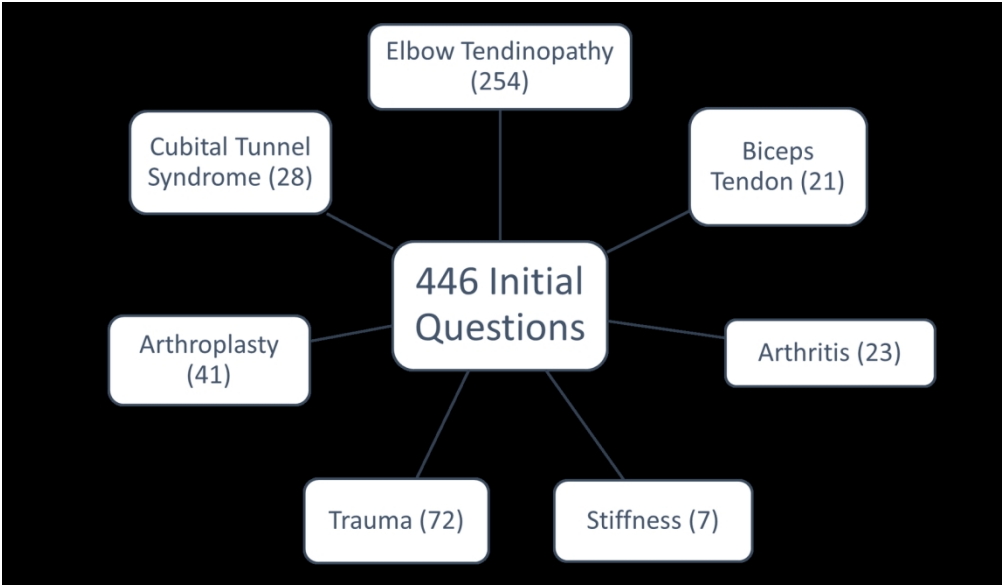 Elbow Tendinopathy
(254)
Cubital Tunnel
Syndrome (28)
Biceps
Tendon (21)
446 Initial
Questions
Arthroplasty
(41)
Arthritis (23)
Trauma (72)
Stiffness (7)